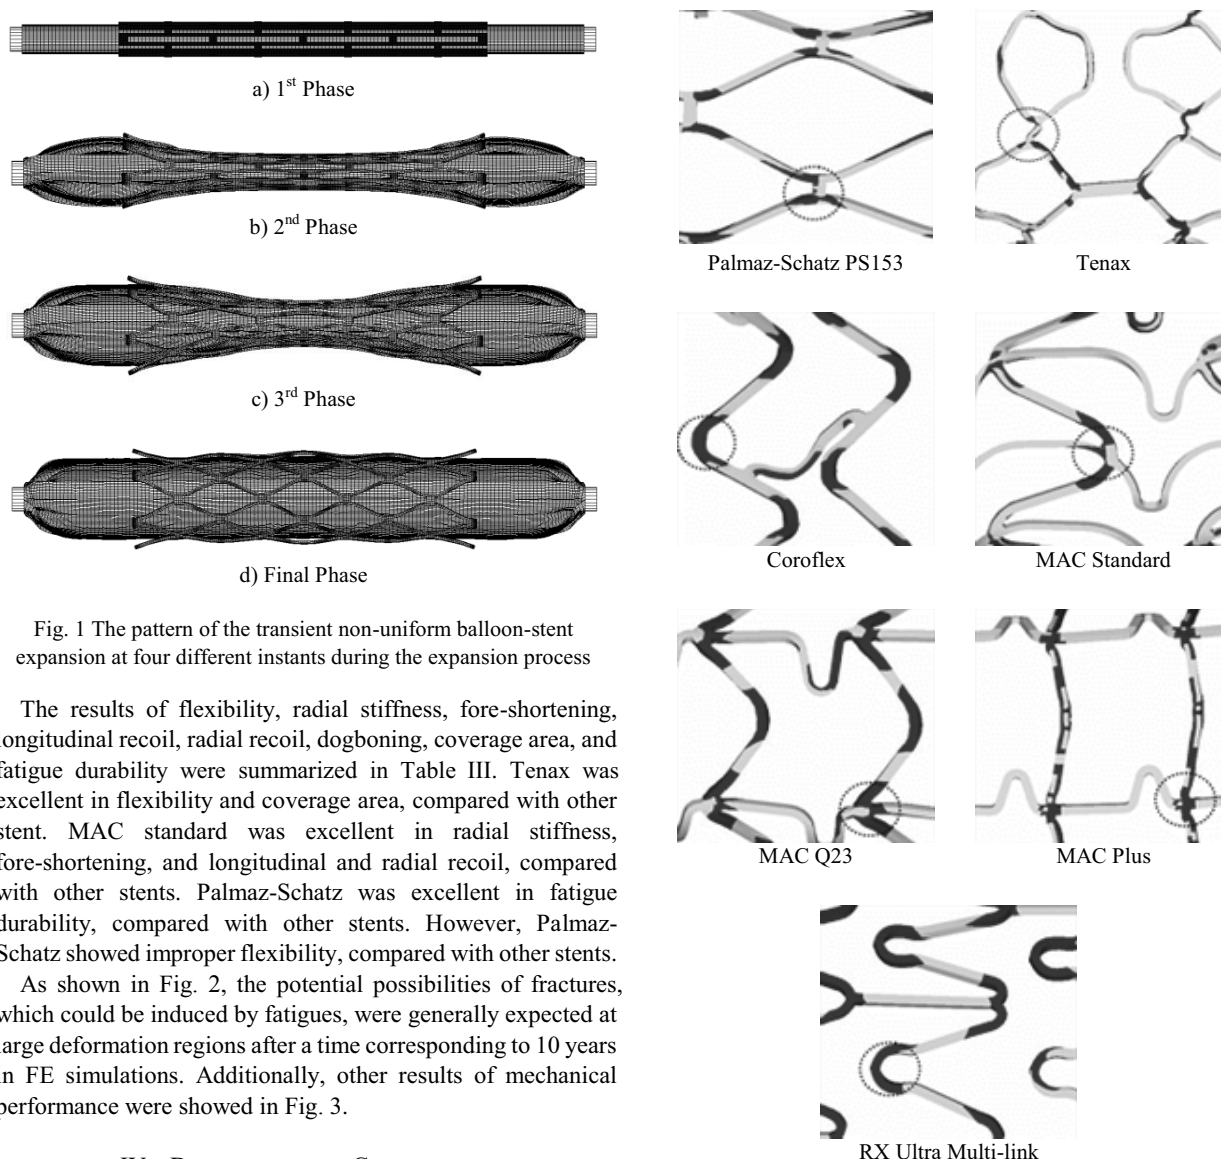 a) 1st Phase
b) 2nd Phase
c) 3rd Phase
d) Final Phase
Fig. 1 The pattern of the transient non-uniform balloon-stent
expansion at four different instants during the expansion process
The results of flexibility, radial stiffness, fore-shortening,
longitudinal recoil, radial recoil, dogboning, coverage area, and
fatigue durability were summarized in Table III. Tenax was
excellent in flexibility and coverage area, compared with other
stent. MAC standard was excellent in radial stiffness,
fore-shortening, and longitudinal and radial recoil, compared
with other stents. Palmaz-Schatz was excellent in fatigue
durability, compared with other stents. However, Palmaz-
Schatz showed improper flexibility, compared with other stents.
As shown in Fig. 2, the potential possibilities of fractures,
which could be induced by fatigues, were generally expected at
large deformation regions after a time corresponding to 10 years
in FE simulations. Additionally, other results of mechanical
performance were showed in Fig. 3.
Palmaz-Schatz PS153
Tenax
Coroflex
MAC Standard
MAC Q23
MAC Plus
RX Ultra Multi-link